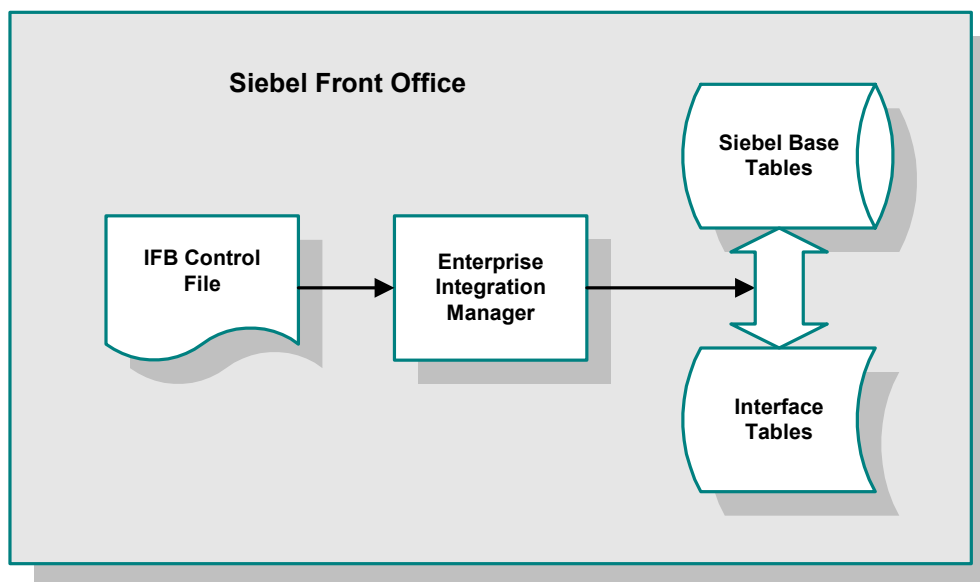 Siebel Front Office
Siebel Base
Tables
IFB Control
File
Enterprise
Integration
Manager
Interface
Tables